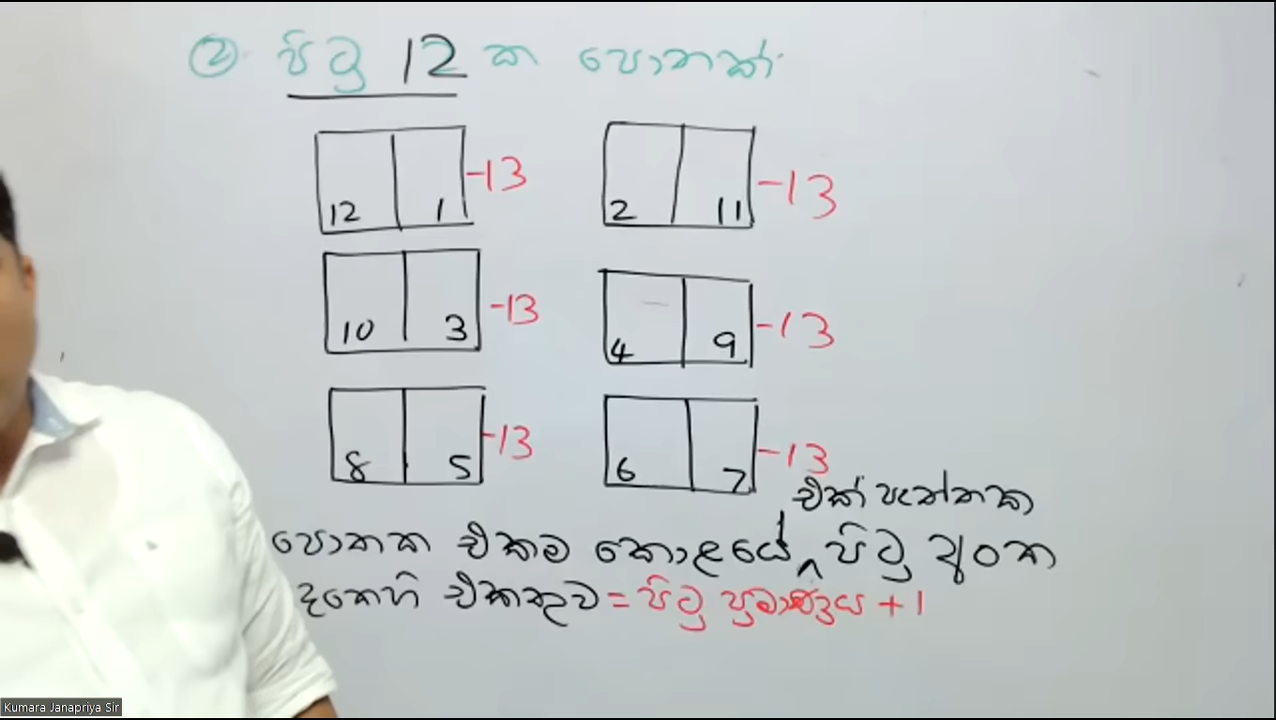 ② පිටු 12 ක පොතක්
12 1 -13
2 11 -13
10 3 -13
4 9 -13
8 5 -13
6 7 -13
එක් පැත්තක
පොතක එකම කොළයේ ^ පිටු අංක
දකෙහි එකතුව = පිටු ප්‍රමාණය + 1
Kumara Janapriya Sir